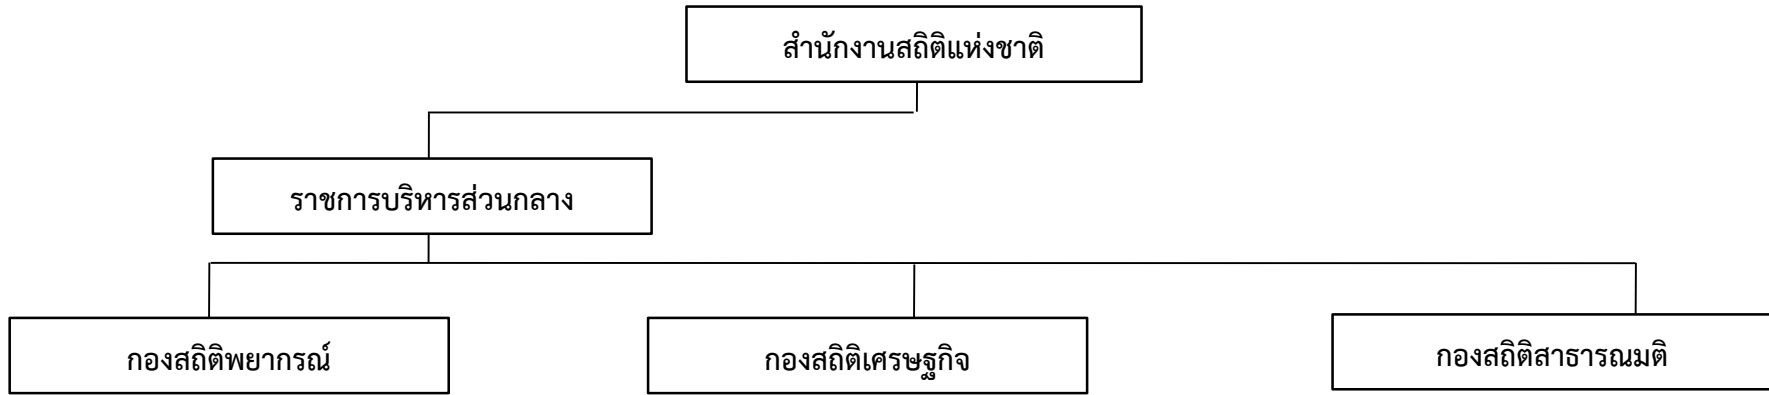 สำนักงานสถิติแห่งชาติ
ราชการบริหารส่วนกลาง
กองสถิติพยากรณ์
กองสถิติเศรษฐกิจ
กองสถิติสาธารณมติ